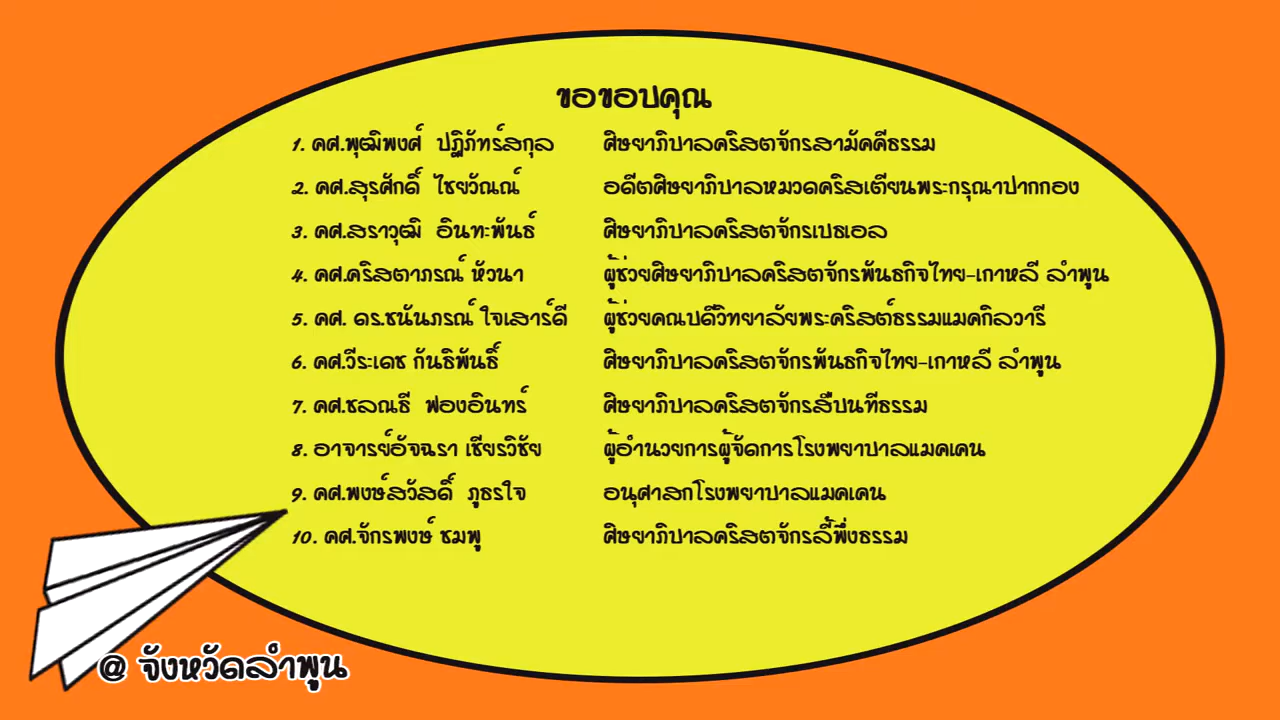 ขอขอบคุณ
1. คศ.พุฒิพงศ์ ปฏิภัทร์สกุล ศิษยาภิบาลคริสตจักรสามัคคีธรรม
2. คศ.สุรศักดิ์ ไชยวัณณ์ อดีตศิษยาภิบาลหมวดคริสเตียนพระกรุณาปากกอง
3. คศ.สราวุฒิ อินทะพันธ์ ศิษยาภิบาลคริสตจักรเบธเอล
4. คศ.คริสตาภรณ์ หัวนา ผู้ช่วยศิษยาภิบาลคริสตจักรพันธกิจไทย-เกาหลี ลำพูน
5. คศ. ดร.ชนันภรณ์ ใจเสาร์ดี ผู้ช่วยคณบดีวิทยาลัยพระคริสต์ธรรมแมคกิลวารี
6. คศ.วีระเดช กันธิพันธิ์ ศิษยาภิบาลคริสตจักรพันธกิจไทย-เกาหลี ลำพูน
7. คศ.ชลณธี ฟองอินทร์ ศิษยาภิบาลคริสตจักรสืบนทีธรรม
8. อาจารย์อัจฉรา เชียรวิชัย ผู้อำนวยการผู้จัดการโรงพยาบาลแมคเคน
9. คศ.พงษ์สวัสดิ์ ภูธรใจ อนุศาสกโรงพยาบาลแมคเคน
10. คศ.จักรพงษ์ ชมพู ศิษยาภิบาลคริสตจักรลี้พึ่งธรรม
@ จังหวัดลำพูน